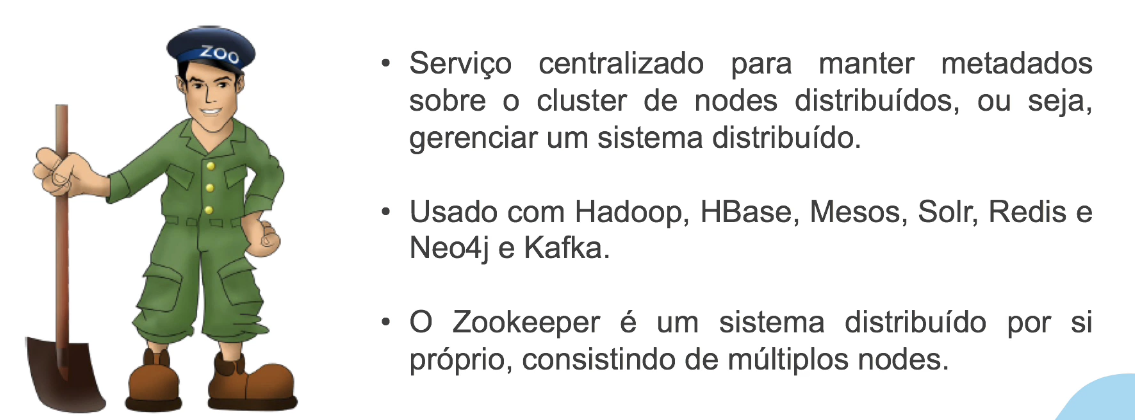 ZOO
• Serviço centralizado para manter metadados
sobre o cluster de nodes distribuídos, ou seja,
gerenciar um sistema distribuído.
• Usado com Hadoop, HBase, Mesos, Solr, Redis e
Neo4j e Kafka.
• O Zookeeper é um sistema distribuído por si
próprio, consistindo de múltiplos nodes.